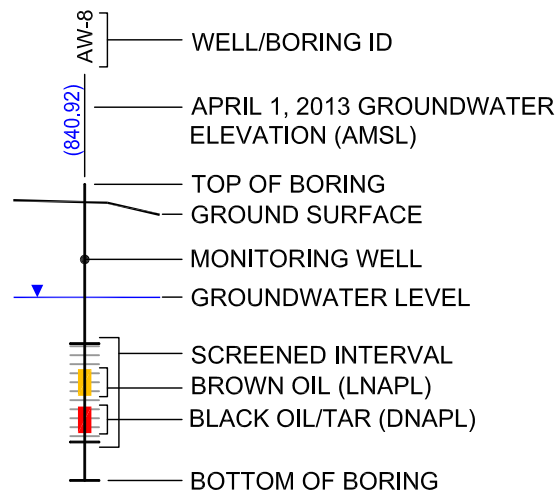 AW-8
WELL/BORING ID
(840.92)
APRIL 1, 2013 GROUNDWATER
ELEVATION (AMSL)
TOP OF BORING
GROUND SURFACE
MONITORING WELL
GROUNDWATER LEVEL
SCREENED INTERVAL
BROWN OIL (LNAPL)
BLACK OIL/TAR (DNAPL)
BOTTOM OF BORING